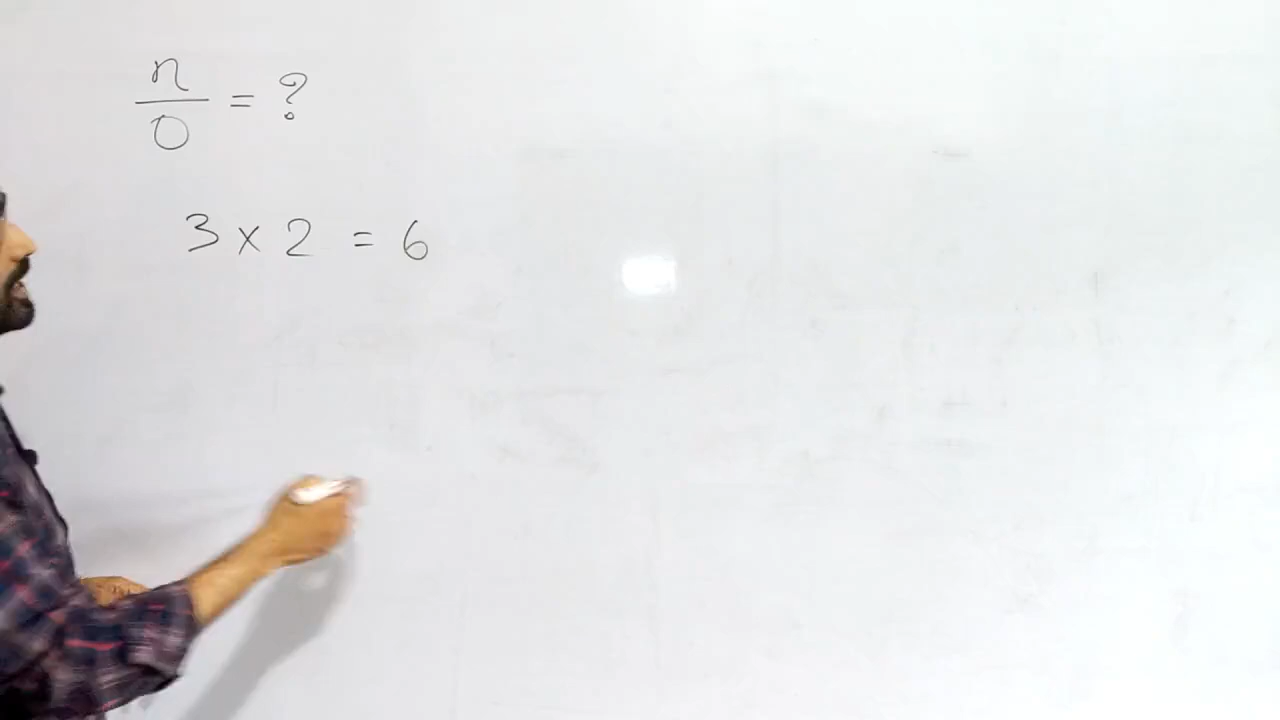 n/0 = ?
3 × 2 = 6